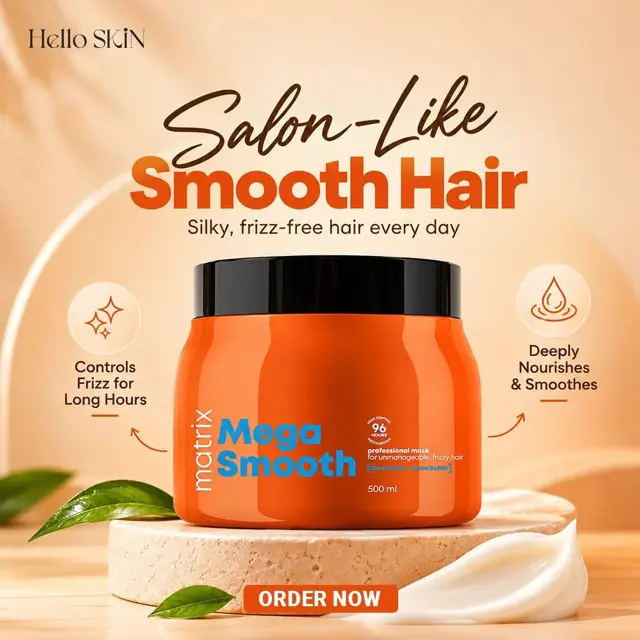 Hello SKiN
Salon-Like
Smooth Hair
Silky, frizz-free hair every day
Controls
Frizz for
Long Hours
Deeply
Nourishes
& Smoothes
matrix
Mega
Smooth
96
HOURS
professional mask
for unmanageable, frizzy hair
500 ml
ORDER NOW